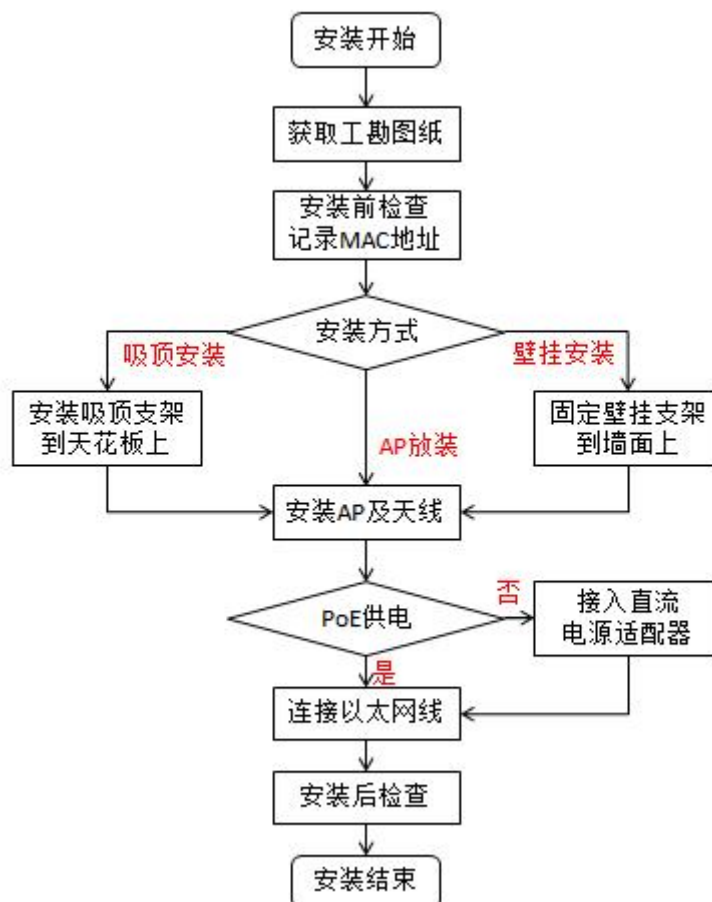 安装开始
获取工勘图纸
安装前检查
记录MAC地址
安装方式
吸顶安装
壁挂安装
安装吸顶支架
到天花板上
AP放装
固定壁挂支架
到墙面上
安装AP及天线
PoE供电
否
接入直流
电源适配器
是
连接以太网线
安装后检查
安装结束